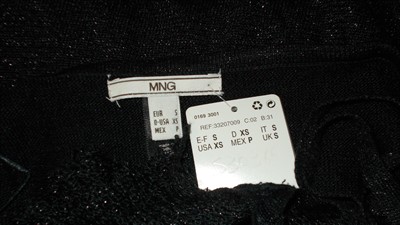 MNG
EUR S
D-USA XS
MEX P
0169 3001
REF:33207009 C:02 B:31
E-F S D XS IT S
USA XS MEX P UK S